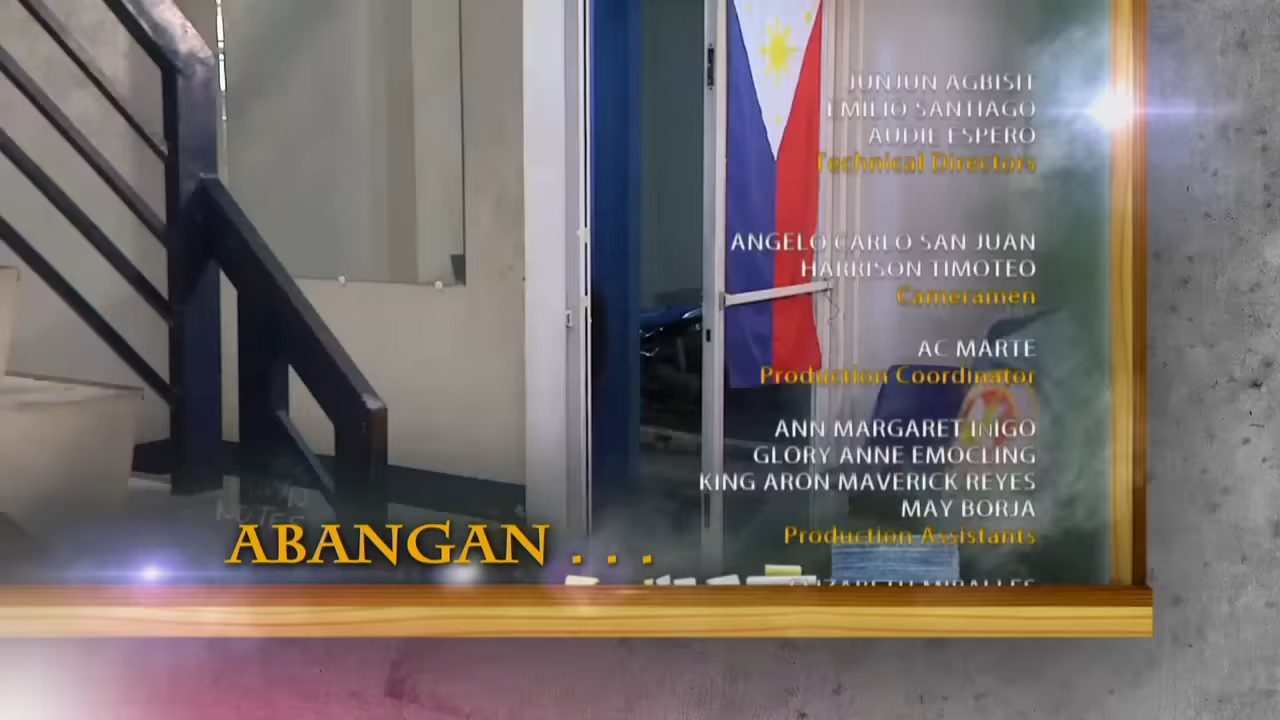 JUNJUN AGBISIT
EMILIO SANTIAGO
AUDIE ESPERO
Technical Directors
ANGELO CARLO SAN JUAN
HARRISON TIMOTEO
Cameramen
AC MARTE
Production Coordinator
ANN MARGARET INIGO
GLORY ANNE EMOCLING
KING ARON MAVERICK REYES
MAY BORJA
Production Assistants
ABANGAN . . .